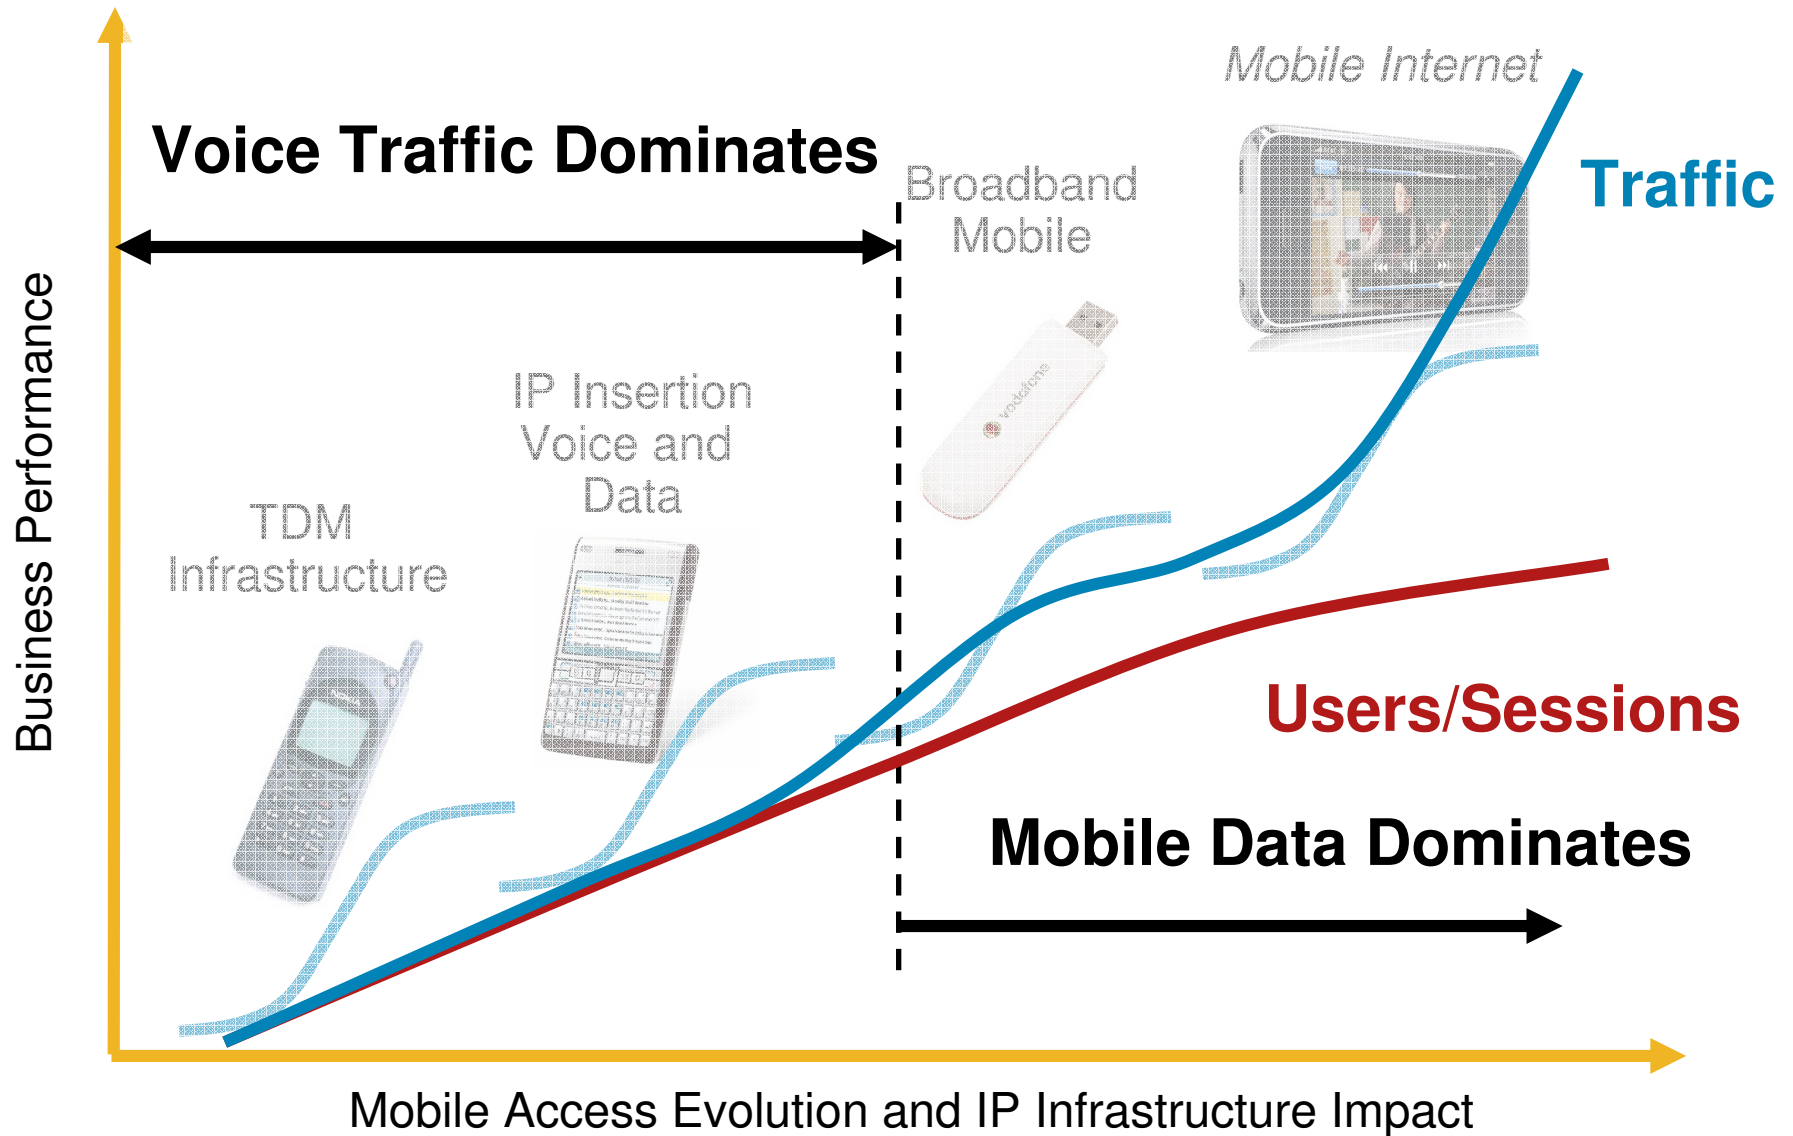 Mobile Internet
Voice Traffic Dominates
Broadband
Mobile
Traffic
IP Insertion
Voice and
Data
vodafone
TDM
Infrastructure
Business Performance
Users/Sessions
Mobile Data Dominates
Mobile Access Evolution and IP Infrastructure Impact